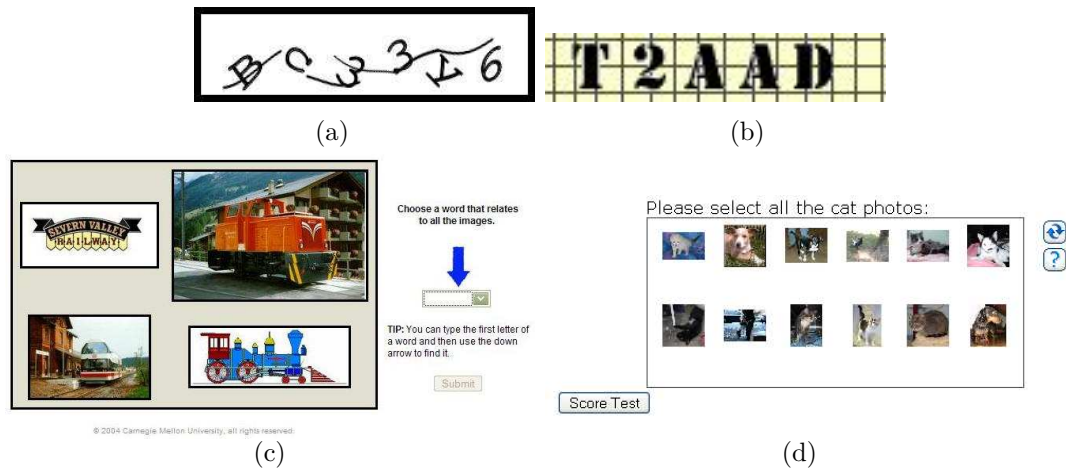 T2AAD
(a)
(b)
SEVERN VALLEY
RAILWAY
Choose a word that relates
to all the images.
TIP: You can type the first letter of
a word and then use the down
arrow to find it.
Submit
© 2004 Carnegie Mellon University, all rights reserved.
(c)
Please select all the cat photos:
?
Score Test
(d)